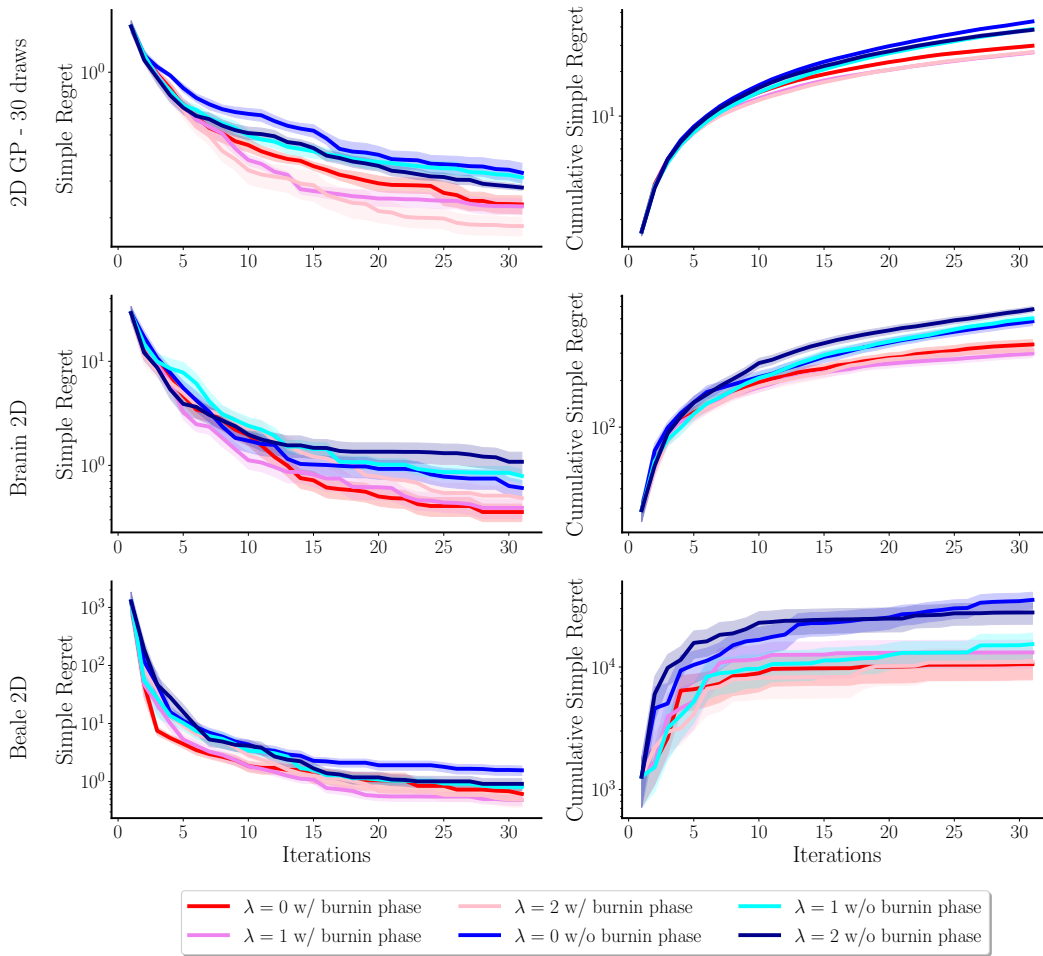 2D GP - 30 draws
Simple Regret
10^0
0 5 10 15 20 25 30
Cumulative Simple Regret
10^1
0 5 10 15 20 25 30
Branin 2D
Simple Regret
10^1
10^0
0 5 10 15 20 25 30
Cumulative Simple Regret
10^2
0 5 10 15 20 25 30
Beale 2D
Simple Regret
10^3
10^2
10^1
10^0
0 5 10 15 20 25 30
Iterations
Cumulative Simple Regret
10^4
10^3
0 5 10 15 20 25 30
Iterations
λ = 0 w/ burnin phase
λ = 2 w/ burnin phase
λ = 1 w/o burnin phase
λ = 1 w/ burnin phase
λ = 0 w/o burnin phase
λ = 2 w/o burnin phase